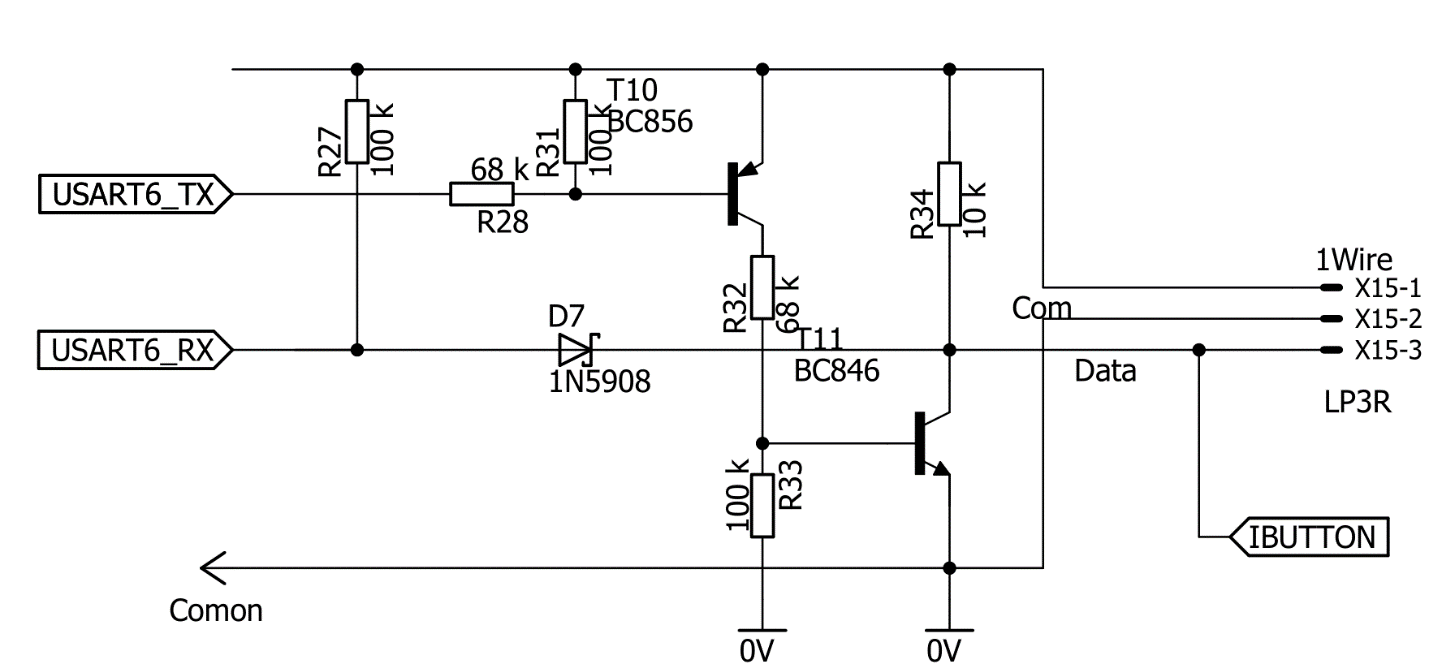 T10
BC856
R27
100 k
R31
100 k
USART6_TX
68 k
R28
R34
10 k
1Wire
X15-1
R32
68 k
Com
X15-2
D7
T11
USART6_RX
X15-3
1N5908
BC846
Data
LP3R
100 k
R33
IBUTTON
Comon
0V
0V